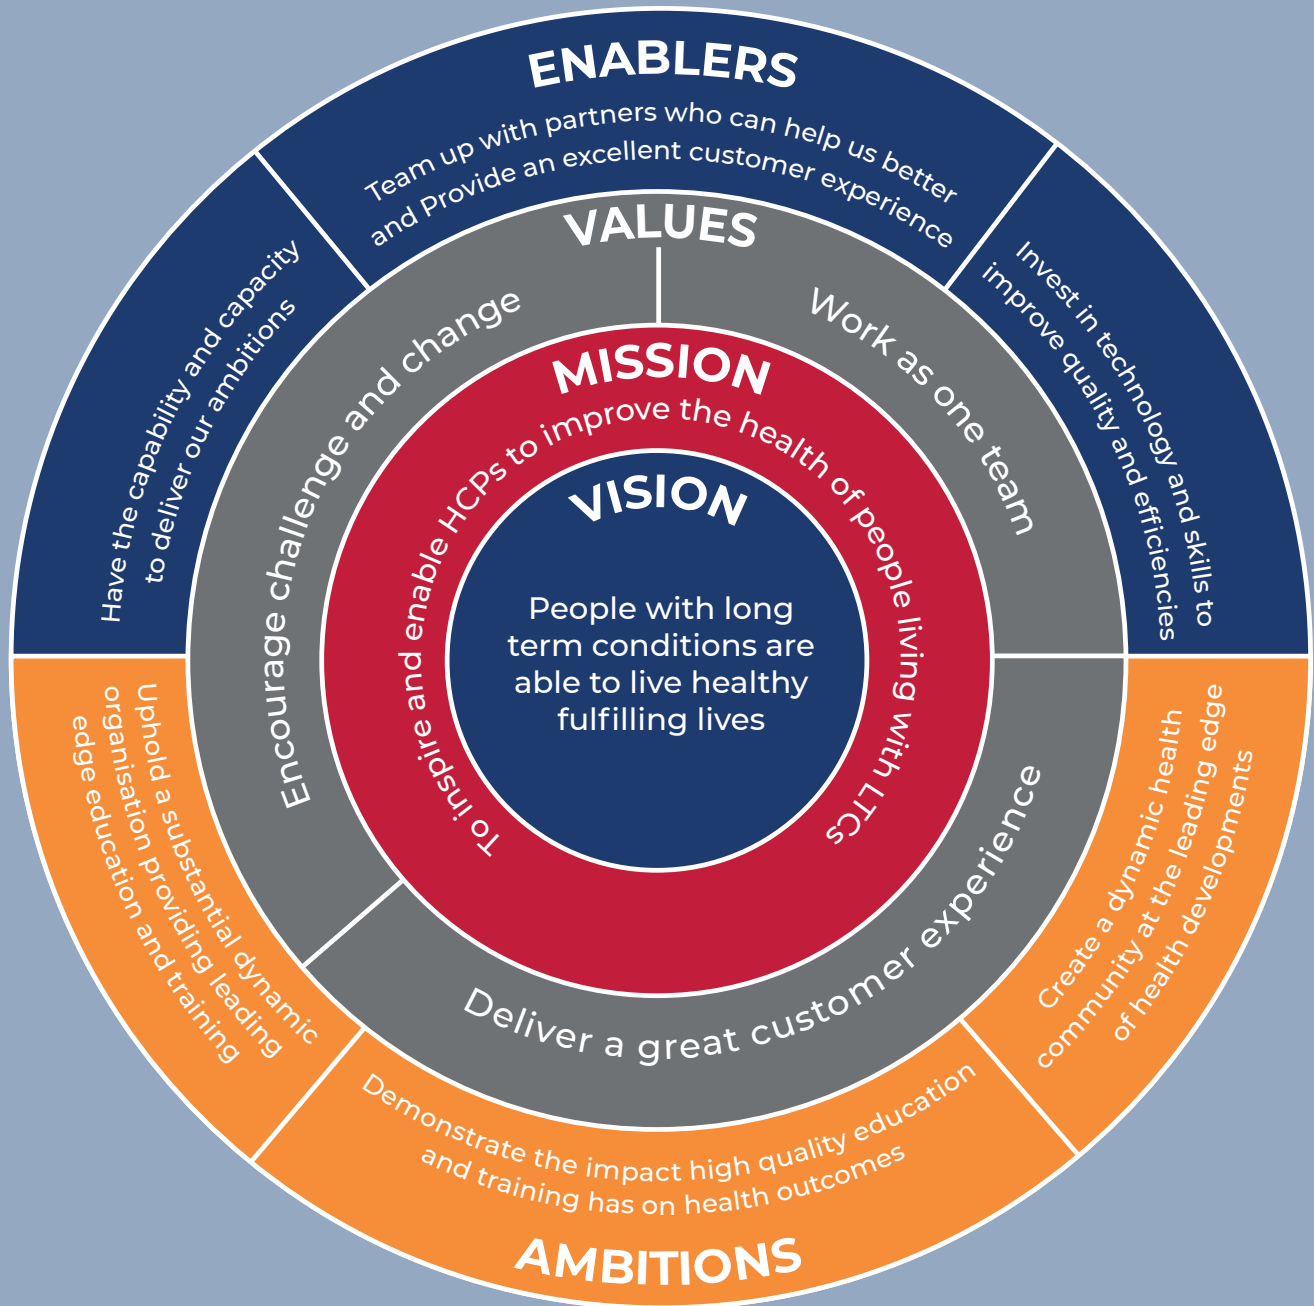 ENABLERS
Team up with partners who can help us better
and Provide an excellent customer experience
Have the capability and capacity
to deliver our ambitions
Invest in technology and skills to
improve quality and efficiencies
VALUES
Encourage challenge and change
Work as one team
Deliver a great customer experience
MISSION
To inspire and enable HCPs to improve the health of people living with LTCs
VISION
People with long
term conditions are
able to live healthy
fulfilling lives
Uphold a substantial dynamic
organisation providing leading
edge education and training
Create a dynamic health
community at the leading edge
of health developments
Demonstrate the impact high quality education
and training has on health outcomes
AMBITIONS